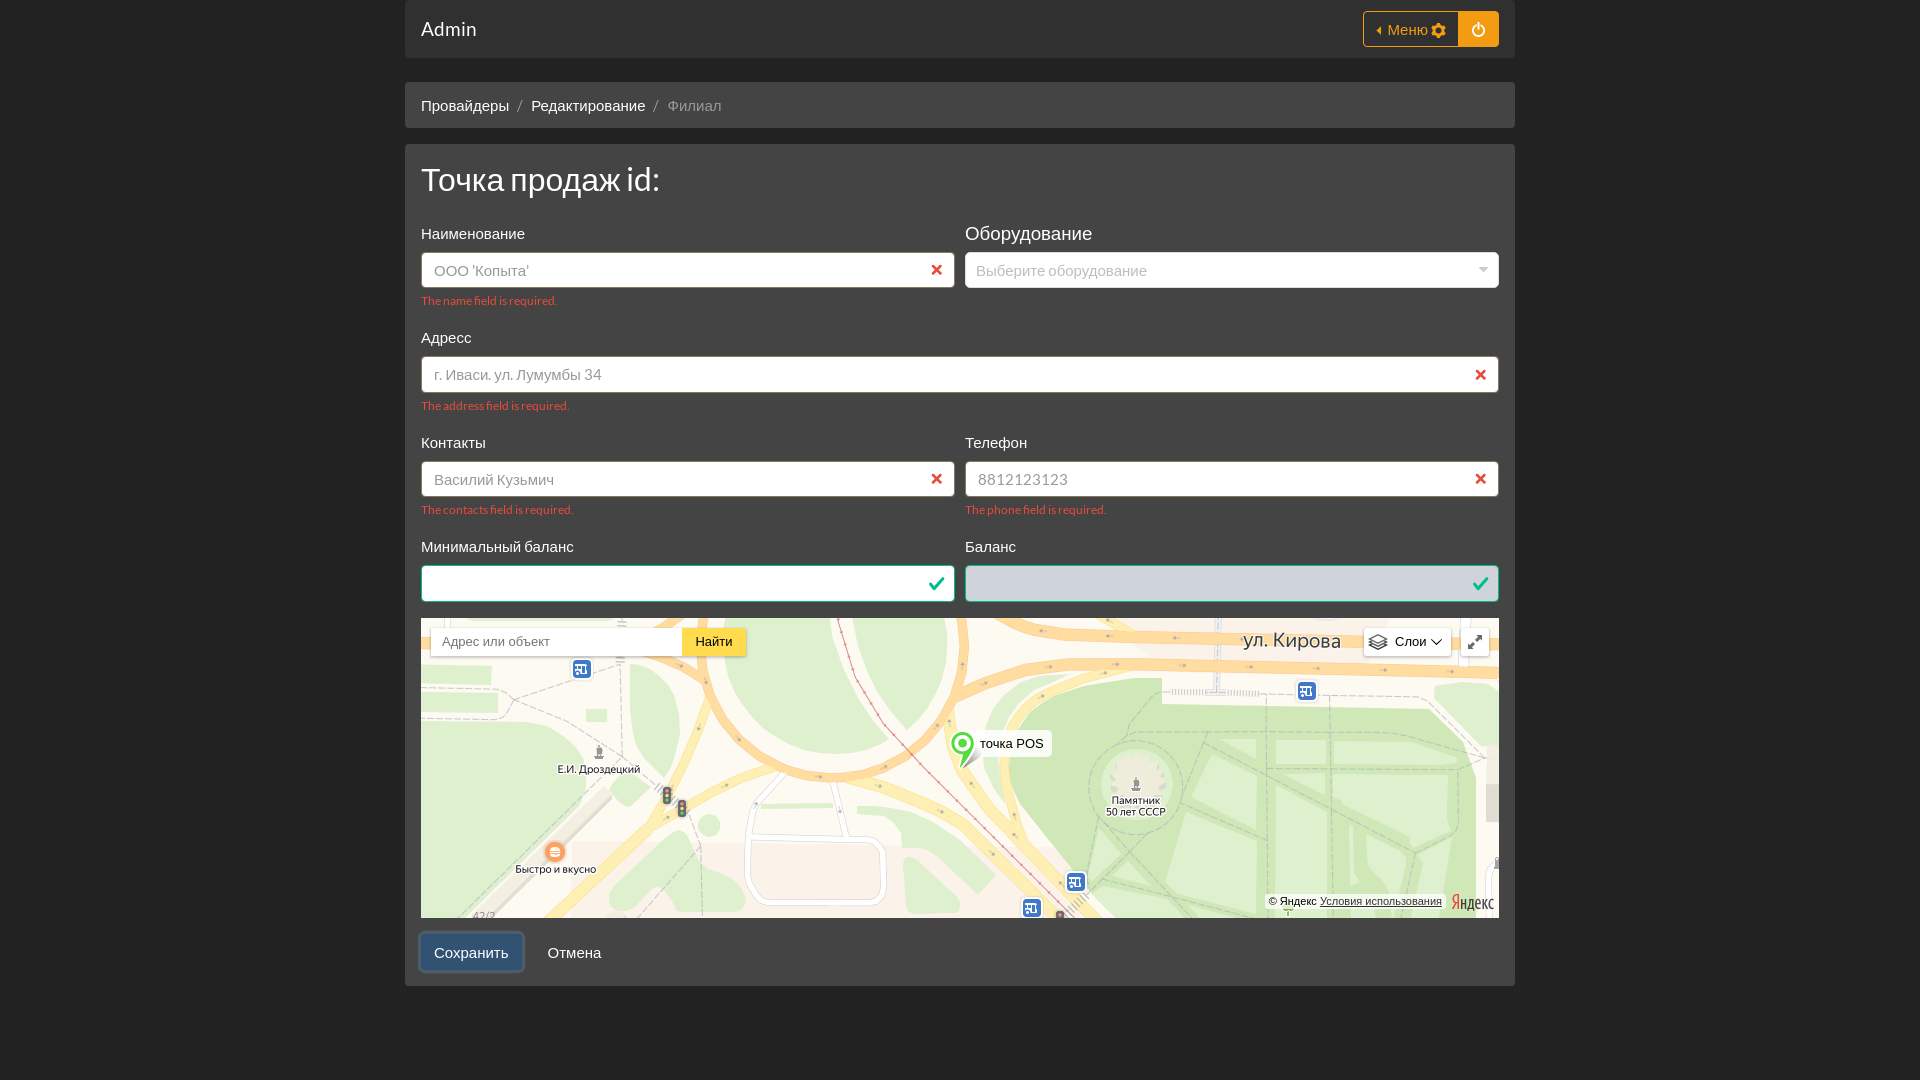 Admin
Меню
Провайдеры / Редактирование / Филиал
Точка продаж id:
Наименование
Оборудование
ООО 'Копыта'
Выберите оборудование
The name field is required.
Адресс
г. Иваси. ул. Лумумбы 34
The address field is required.
Контакты
Телефон
Василий Кузьмич
8812123123
The contacts field is required.
The phone field is required.
Минимальный баланс
Баланс
Адрес или объект
Найти
ул. Кирова
Слои
точка POS
Е.И. Дроздецкий
Памятник
50 лет СССР
Быстро и вкусно
42/2
© Яндекс Условия использования
Яндекс
Сохранить
Отмена